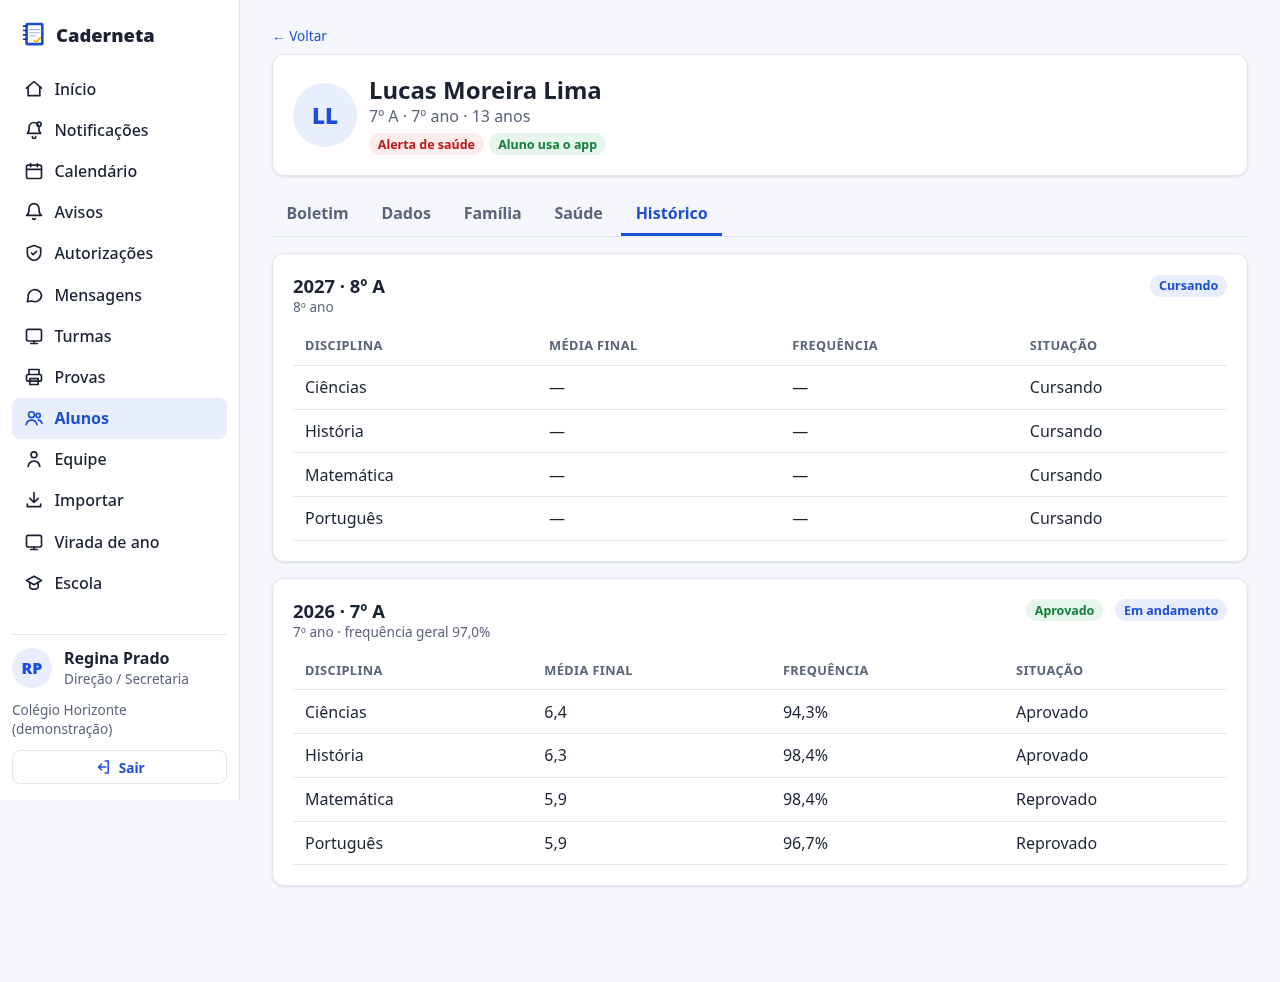 Caderneta
Início
Notificações
Calendário
Avisos
Autorizações
Mensagens
Turmas
Provas
Alunos
Equipe
Importar
Virada de ano
Escola
RP
Regina Prado
Direção / Secretaria
Colégio Horizonte
(demonstração)
Sair
← Voltar
LL
Lucas Moreira Lima
7º A · 7º ano · 13 anos
Alerta de saúde Aluno usa o app
Boletim Dados Família Saúde Histórico
2027 · 8º A Cursando
8º ano
DISCIPLINA MÉDIA FINAL FREQUÊNCIA SITUAÇÃO
Ciências — — Cursando
História — — Cursando
Matemática — — Cursando
Português — — Cursando
2026 · 7º A Aprovado Em andamento
7º ano · frequência geral 97,0%
DISCIPLINA MÉDIA FINAL FREQUÊNCIA SITUAÇÃO
Ciências 6,4 94,3% Aprovado
História 6,3 98,4% Aprovado
Matemática 5,9 98,4% Reprovado
Português 5,9 96,7% Reprovado